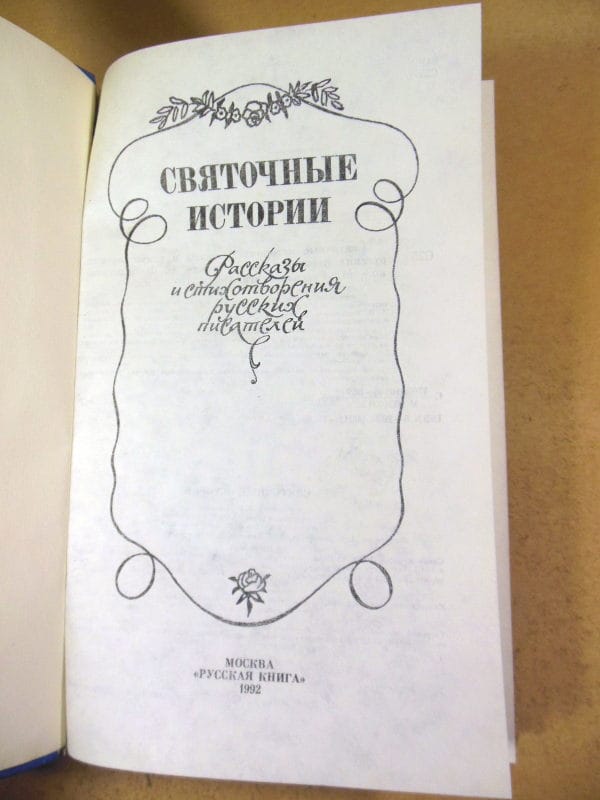 СВЯТОЧНЫЕ
ИСТОРИИ
Рассказы
и стихотворения
русских
писателей
МОСКВА
«РУССКАЯ КНИГА»
1992